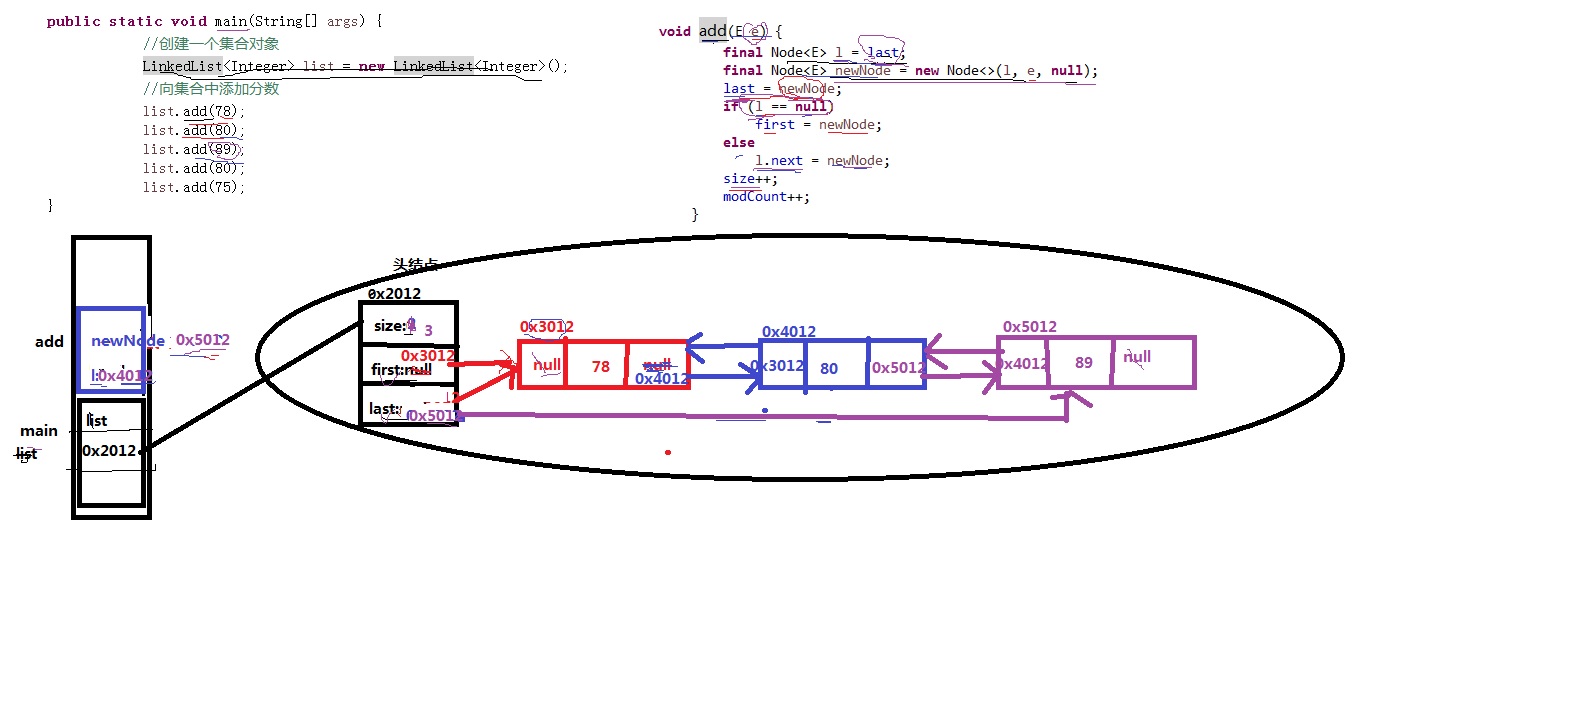 public static void main(String[] args) {
//创建一个集合对象
LinkedList<Integer> list = new LinkedList<Integer>();
//向集合中添加分数
list.add(78);
list.add(80);
list.add(89);
list.add(80);
list.add(75);
}
void add(E e) {
final Node<E> l = last;
final Node<E> newNode = new Node<>(l, e, null);
last = newNode;
if (l == null)
first = newNode;
else
l.next = newNode;
size++;
modCount++;
}
add
newNode 0x5012
l:0x4012
main
list
list
0x2012
头结点
0x2012
size: 3
0x3012
first:null
last:
0x5012
0x3012
null 78 null
0x4012
0x4012
0x3012 80 0x5012
0x5012
0x4012 89 null